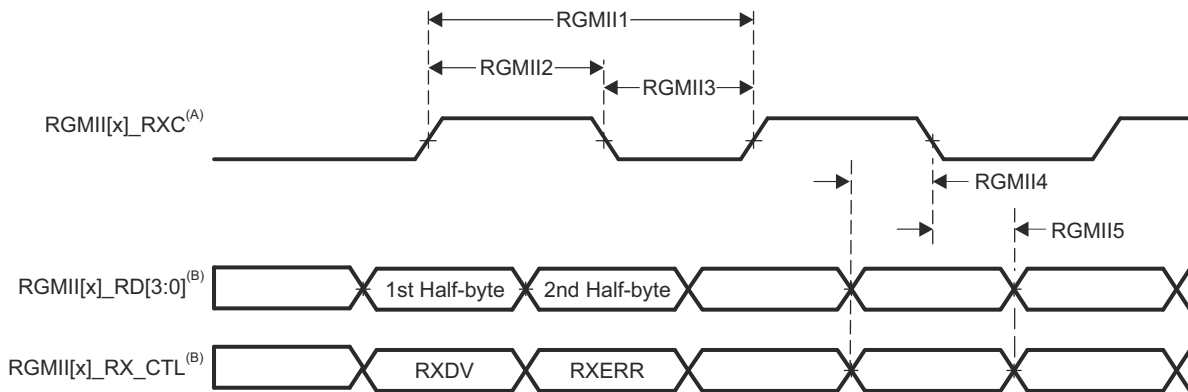 RGMII1
RGMII2
RGMII3
RGMII[x]_RXC(A)
RGMII4
RGMII5
RGMII[x]_RD[3:0](B)
1st Half-byte
2nd Half-byte
RGMII[x]_RX_CTL(B)
RXDV
RXERR